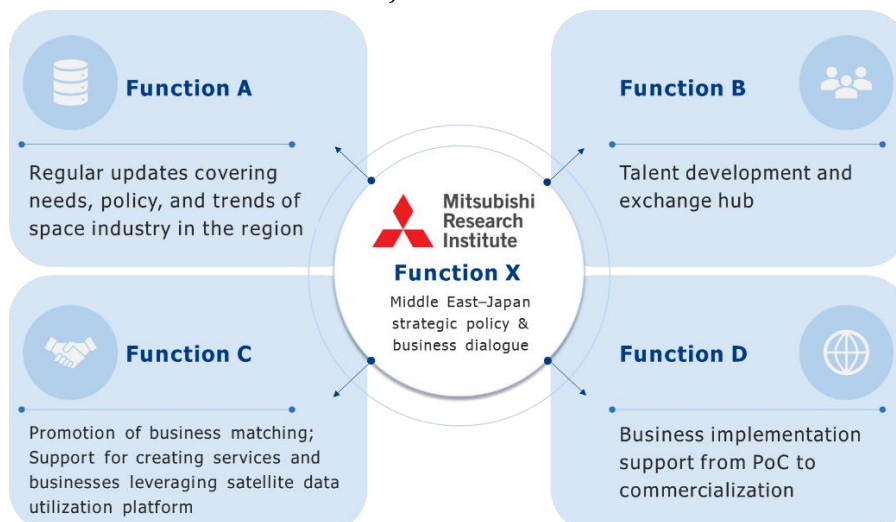 Function A
Regular updates covering
needs, policy, and trends of
space industry in the region
Function B
Talent development and
exchange hub
Mitsubishi
Research
Institute
Function X
Middle East–Japan
strategic policy &
business dialogue
Function C
Promotion of business matching;
Support for creating services and
businesses leveraging satellite data
utilization platform
Function D
Business implementation
support from PoC to
commercialization